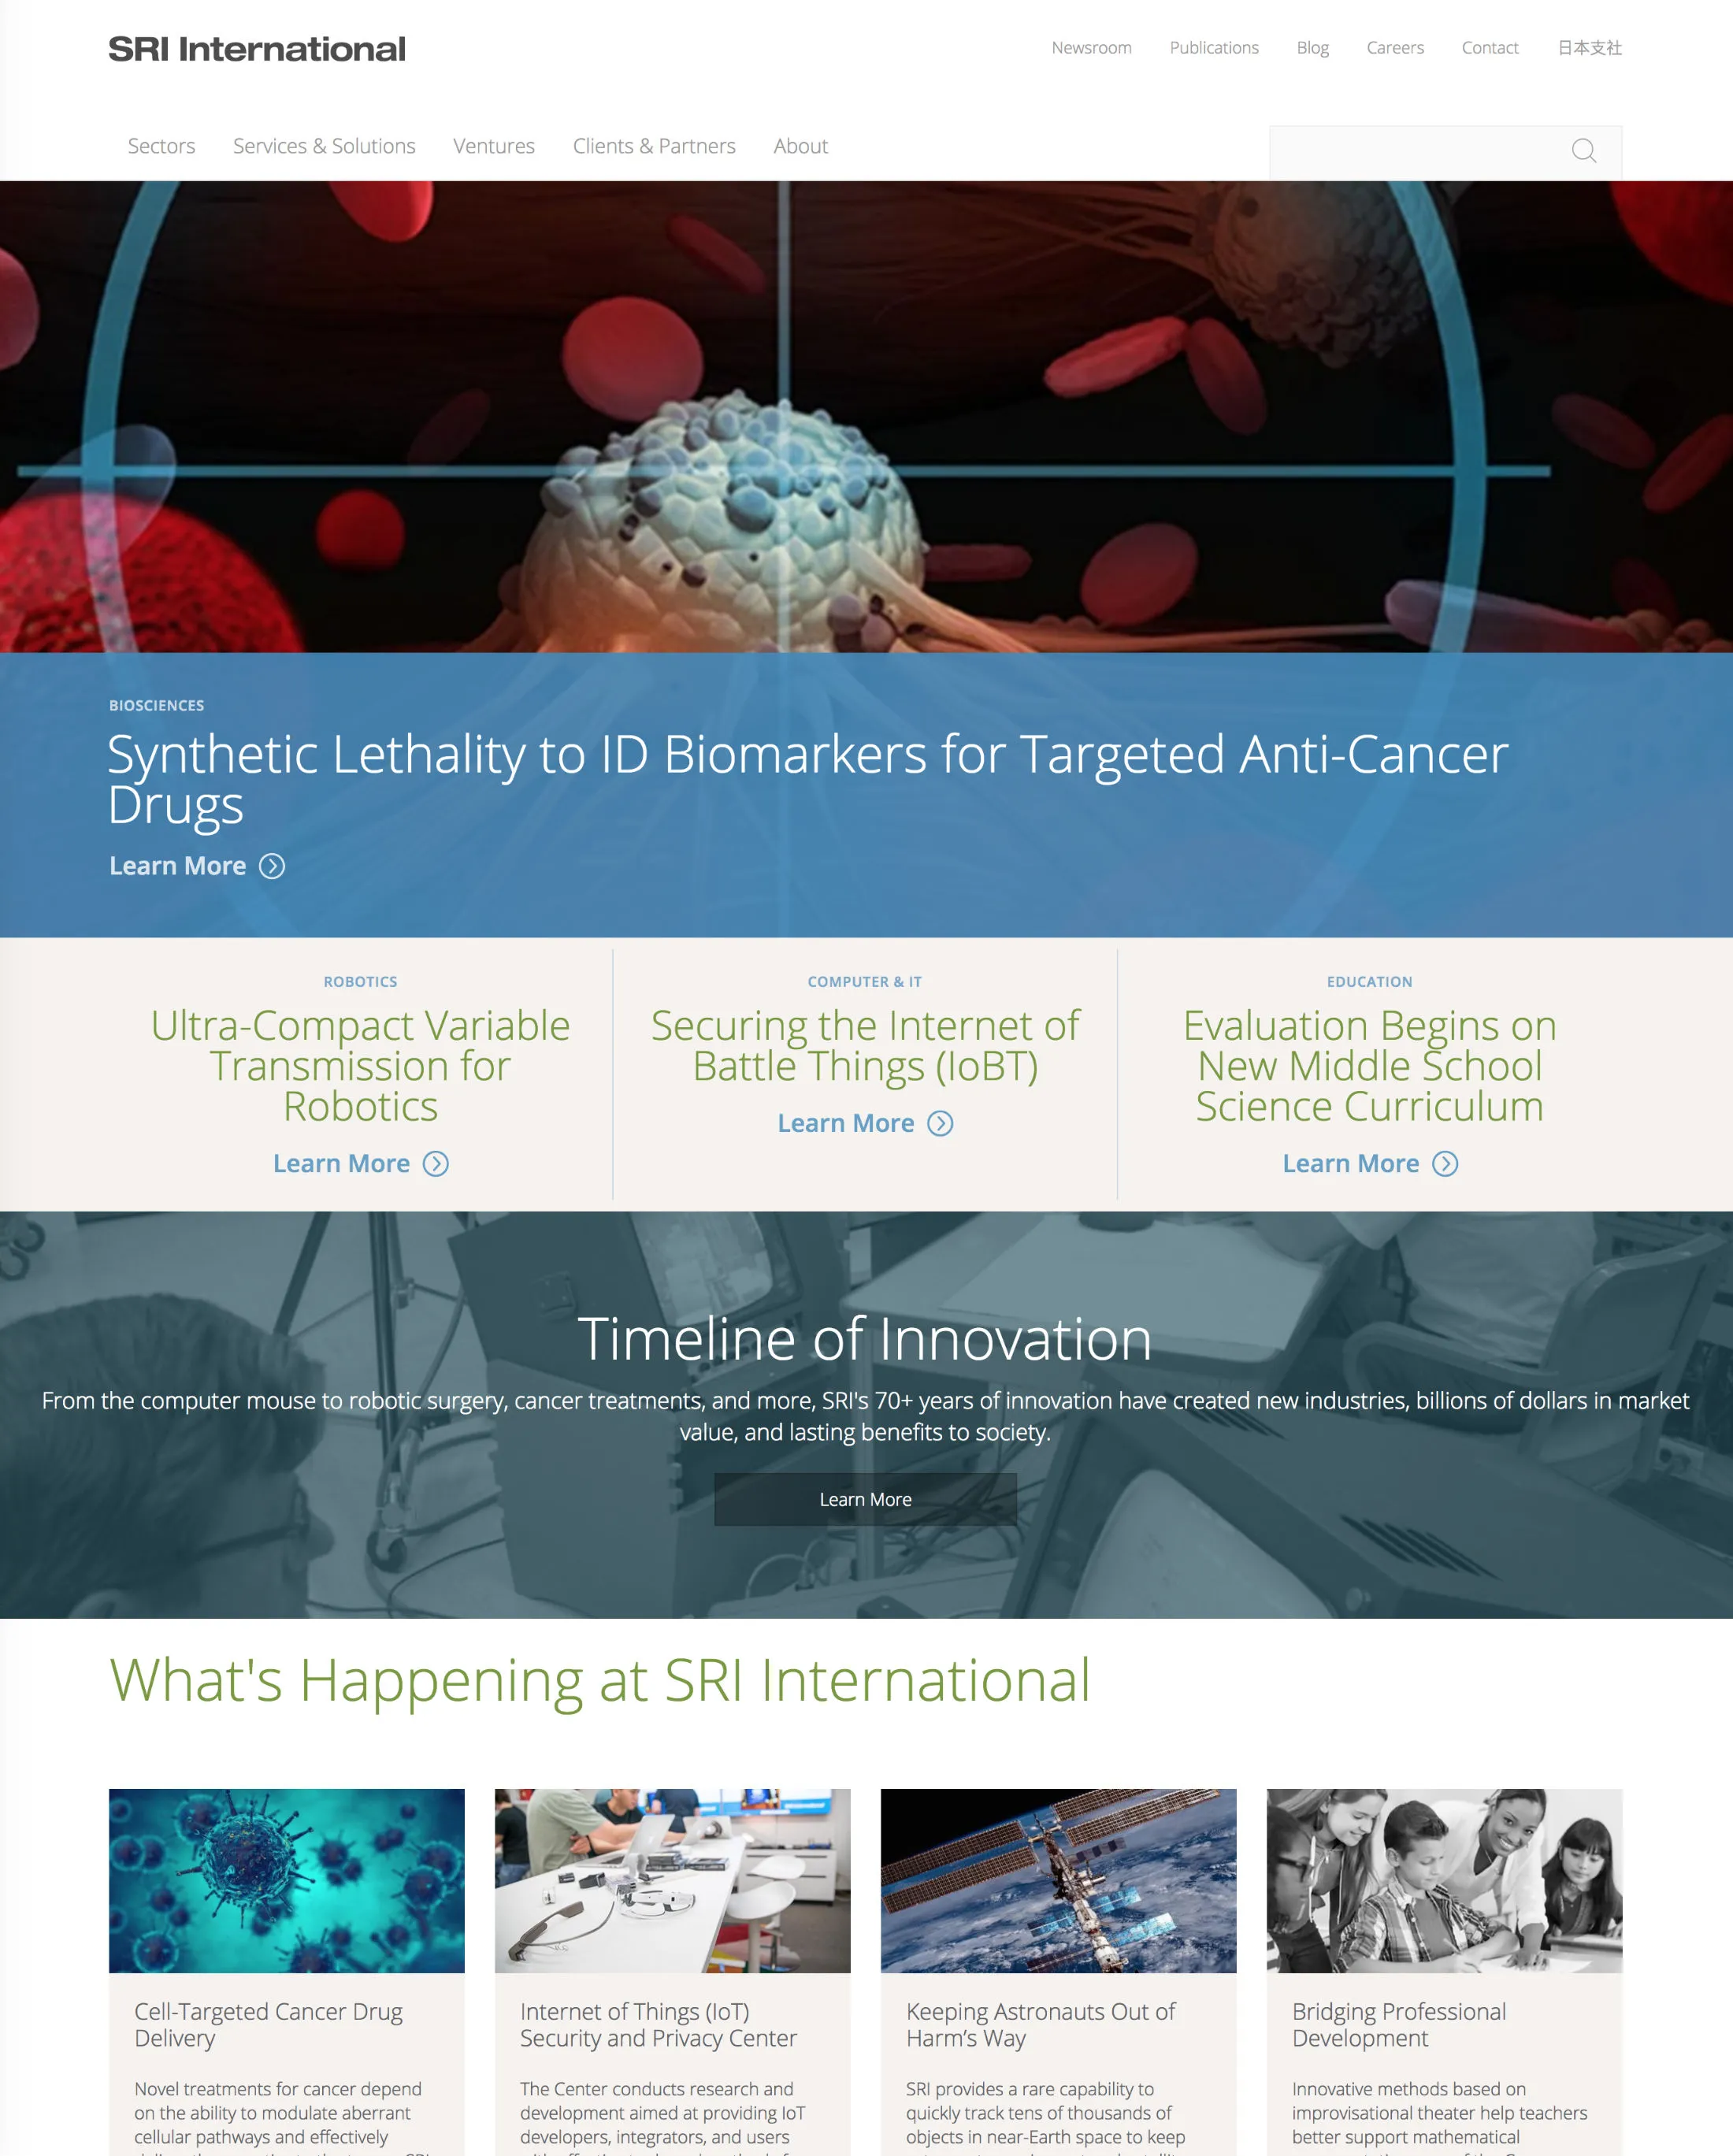 SRI International
Newsroom Publications Blog Careers Contact 日本支社
Sectors Services & Solutions Ventures Clients & Partners About
BIOSCIENCES
Synthetic Lethality to ID Biomarkers for Targeted Anti-Cancer
Drugs
Learn More
ROBOTICS
Ultra-Compact Variable
Transmission for
Robotics
Learn More
COMPUTER & IT
Securing the Internet of
Battle Things (IoBT)
Learn More
EDUCATION
Evaluation Begins on
New Middle School
Science Curriculum
Learn More
Timeline of Innovation
From the computer mouse to robotic surgery, cancer treatments, and more, SRI's 70+ years of innovation have created new industries, billions of dollars in market
value, and lasting benefits to society.
Learn More
What's Happening at SRI International
Cell-Targeted Cancer Drug
Delivery
Novel treatments for cancer depend
on the ability to modulate aberrant
cellular pathways and effectively
Internet of Things (IoT)
Security and Privacy Center
The Center conducts research and
development aimed at providing IoT
developers, integrators, and users
Keeping Astronauts Out of
Harm’s Way
SRI provides a rare capability to
quickly track tens of thousands of
objects in near-Earth space to keep
Bridging Professional
Development
Innovative methods based on
improvisational theater help teachers
better support mathematical